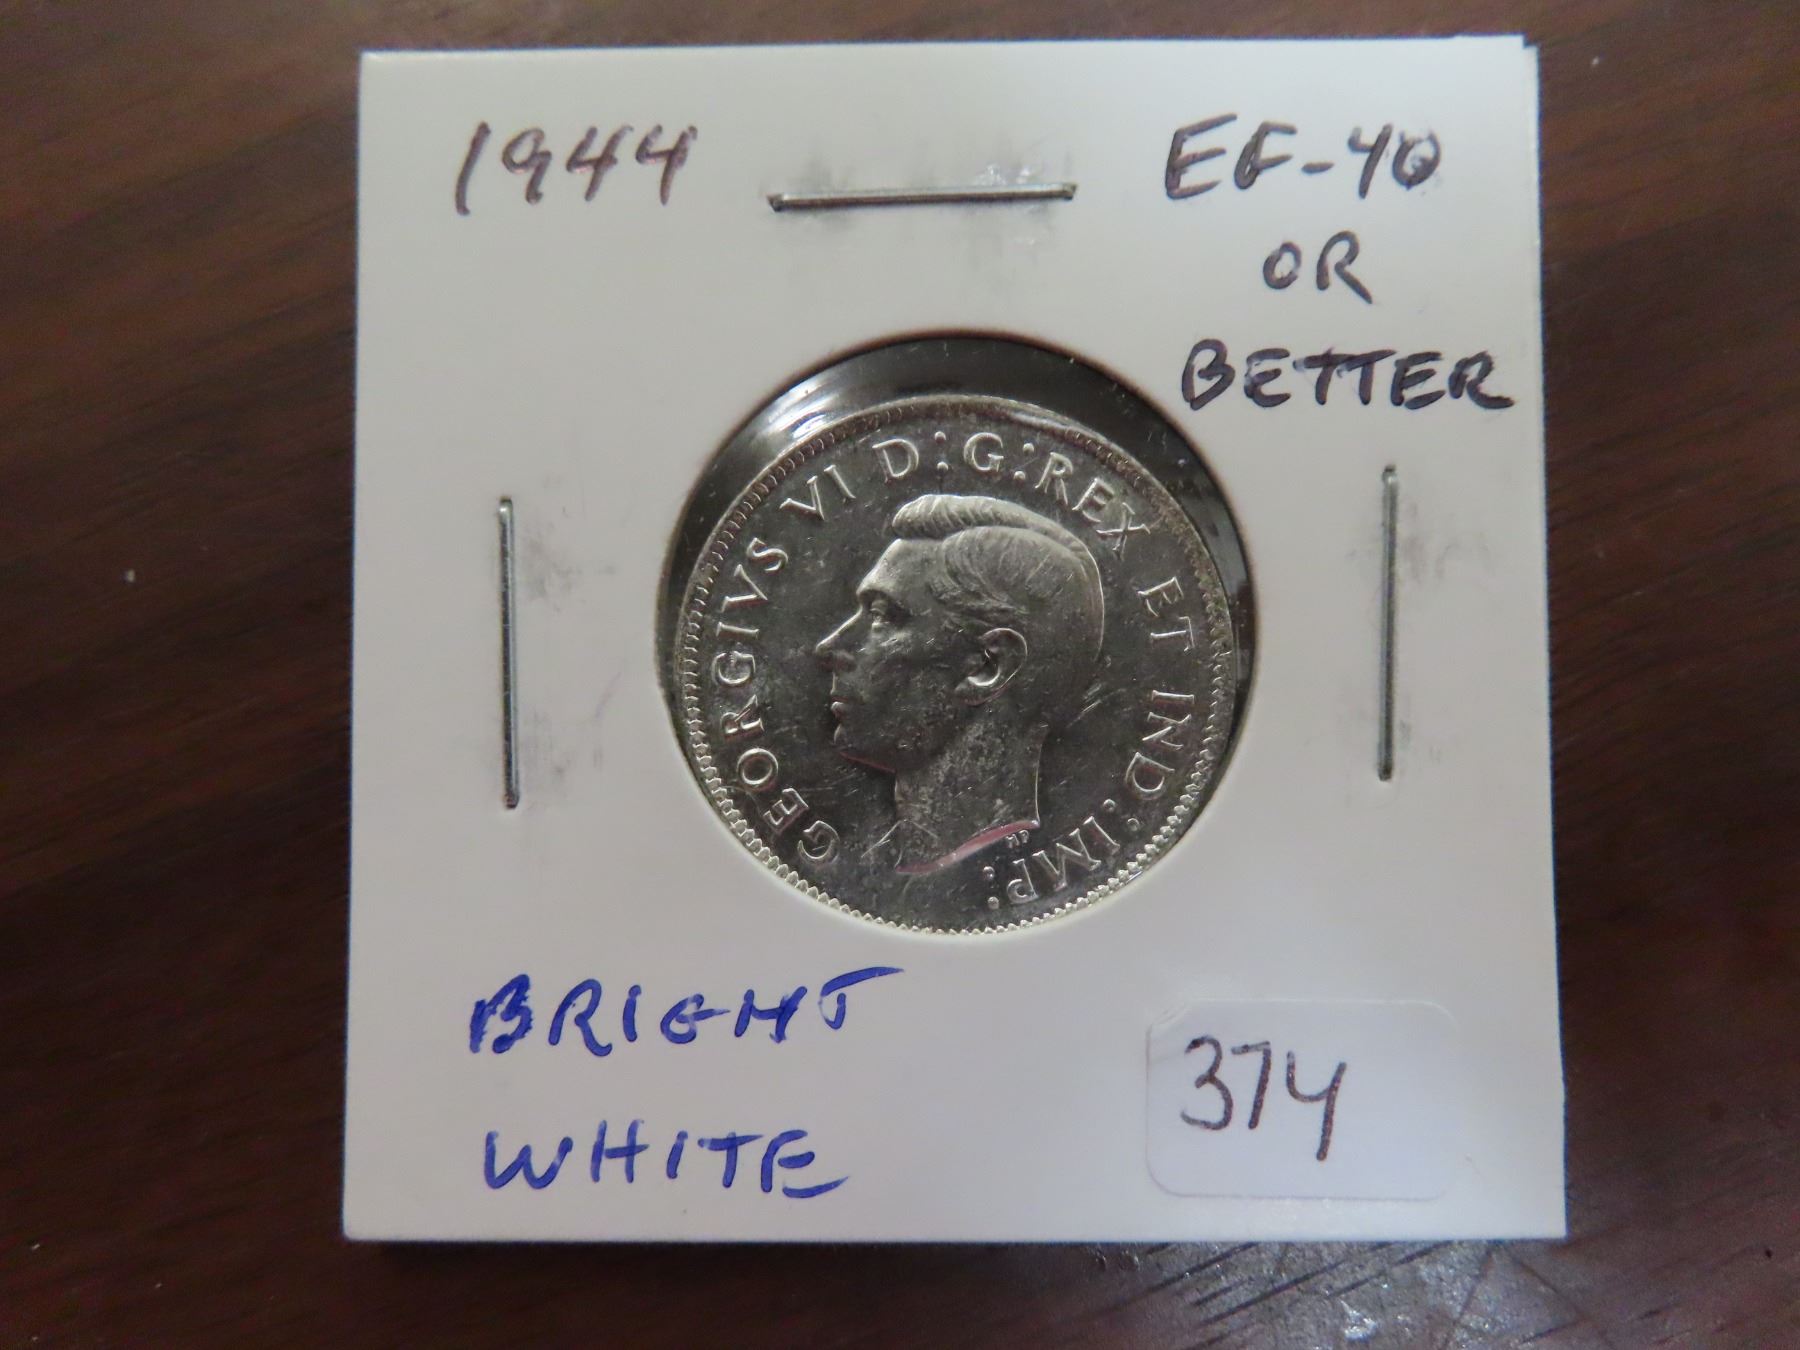 1944
EF-40
OR
BETTER
GEORGIVS VI D:G:REX ET IND:IMP:
HP
BRIGHT
WHITE
374